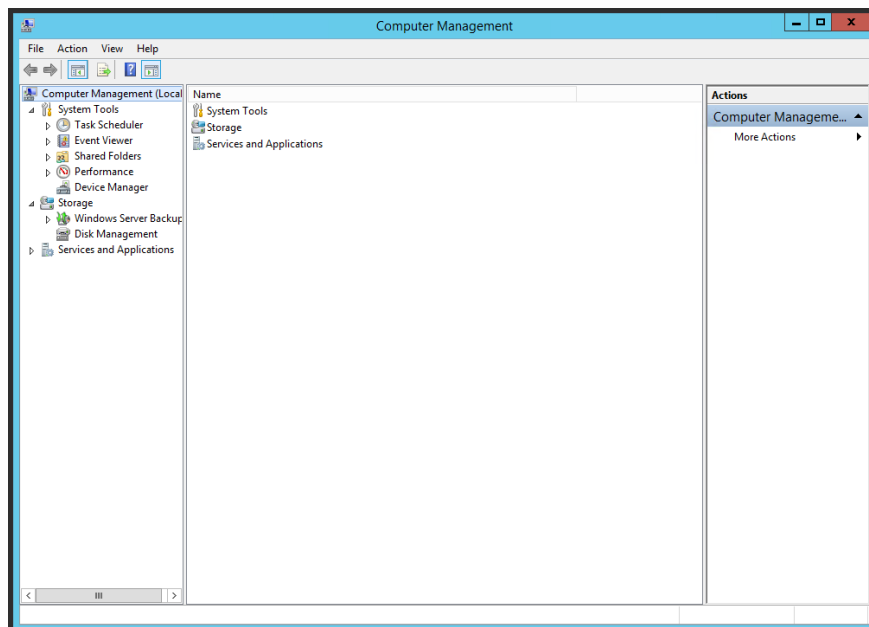 Computer Management
File Action View Help
Computer Management (Local
System Tools
Task Scheduler
Event Viewer
Shared Folders
Performance
Device Manager
Storage
Windows Server Backup
Disk Management
Services and Applications
Name
System Tools
Storage
Services and Applications
Actions
Computer Manageme...
More Actions